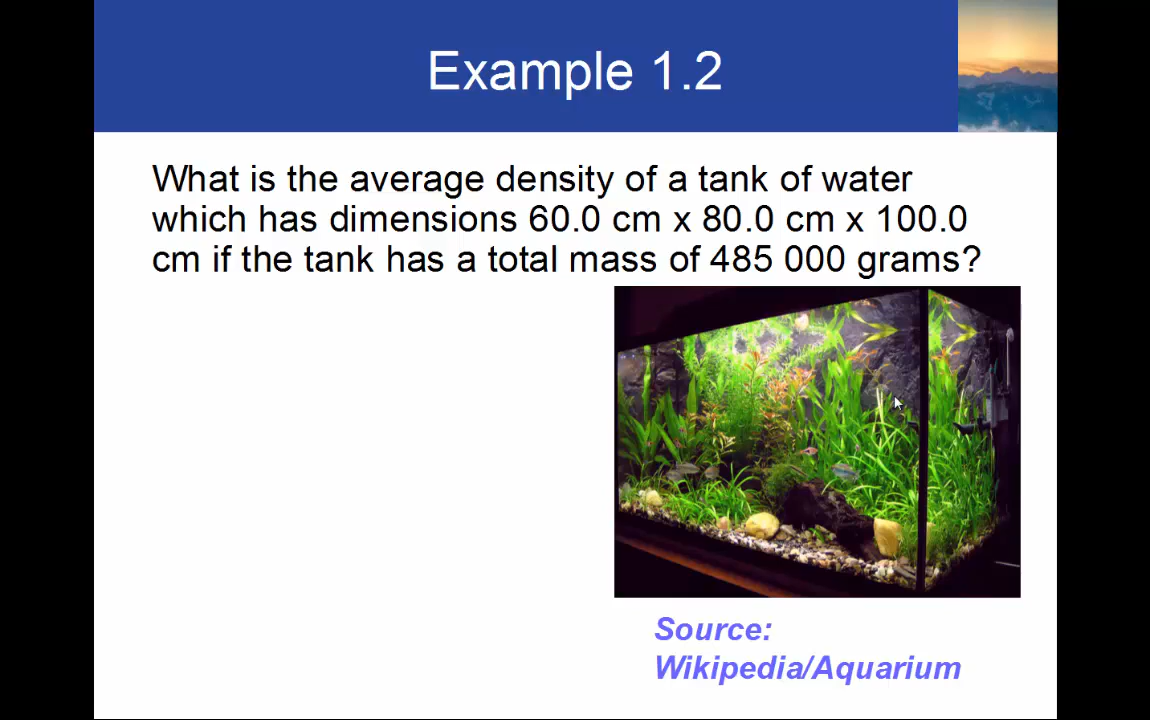 Example 1.2
What is the average density of a tank of water
which has dimensions 60.0 cm x 80.0 cm x 100.0
cm if the tank has a total mass of 485 000 grams?
Source:
Wikipedia/Aquarium